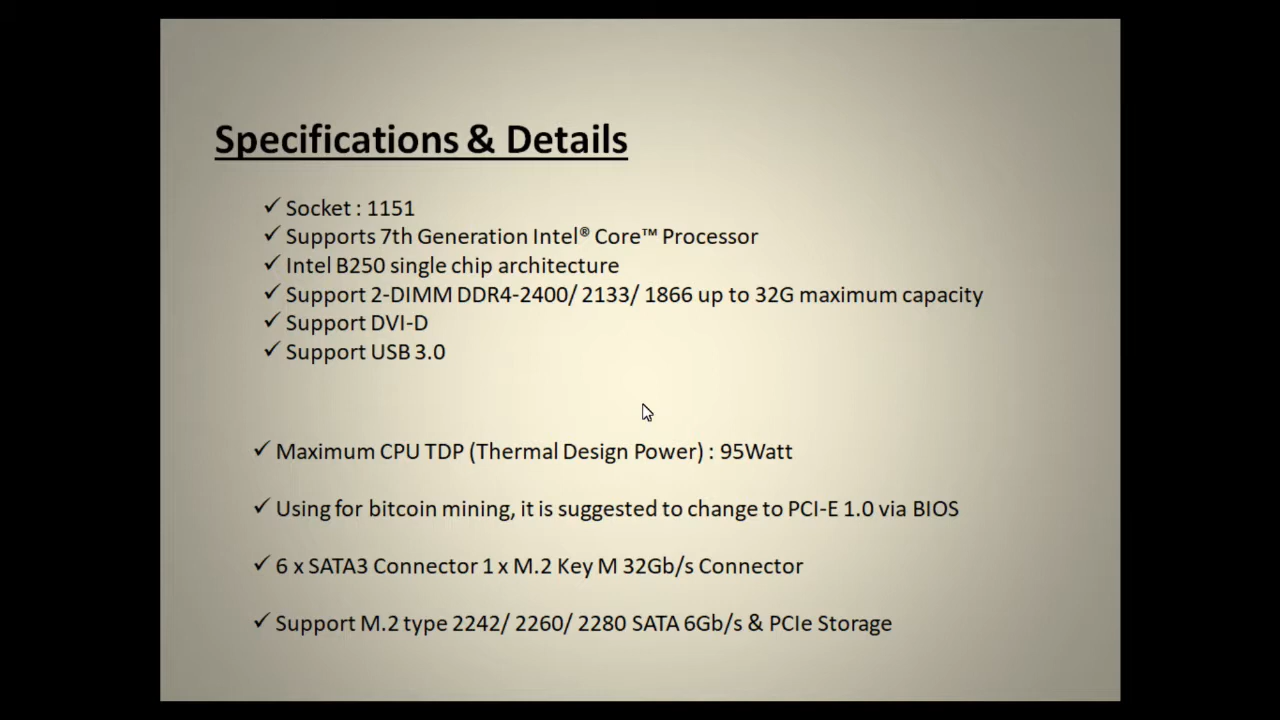 Specifications & Details
✓ Socket : 1151
✓ Supports 7th Generation Intel® Core™ Processor
✓ Intel B250 single chip architecture
✓ Support 2-DIMM DDR4-2400/ 2133/ 1866 up to 32G maximum capacity
✓ Support DVI-D
✓ Support USB 3.0
✓ Maximum CPU TDP (Thermal Design Power) : 95Watt
✓ Using for bitcoin mining, it is suggested to change to PCI-E 1.0 via BIOS
✓ 6 x SATA3 Connector 1 x M.2 Key M 32Gb/s Connector
✓ Support M.2 type 2242/ 2260/ 2280 SATA 6Gb/s & PCIe Storage